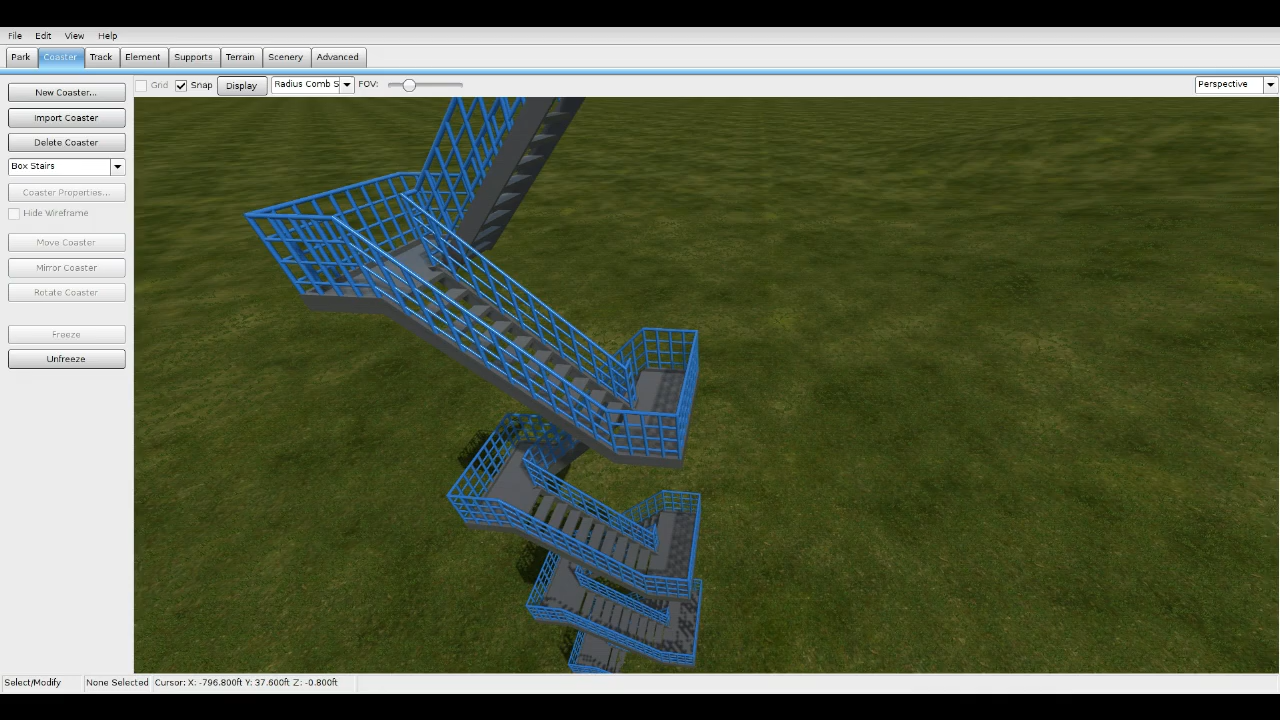 File Edit View Help
Park Coaster Track Element Supports Terrain Scenery Advanced
Grid Snap Display Radius Comb S FOV: Perspective
New Coaster...
Import Coaster
Delete Coaster
Box Stairs
Coaster Properties...
Hide Wireframe
Move Coaster
Mirror Coaster
Rotate Coaster
Freeze
Unfreeze
Select/Modify None Selected Cursor: X: -796.800ft Y: 37.600ft Z: -0.800ft